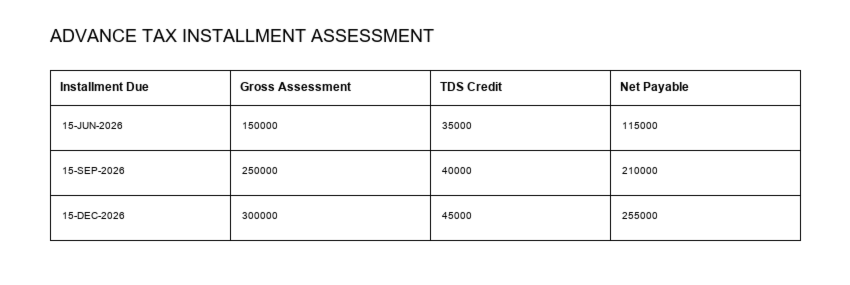 ADVANCE TAX INSTALLMENT ASSESSMENT
Installment Due Gross Assessment TDS Credit Net Payable
15-JUN-2026 150000 35000 115000
15-SEP-2026 250000 40000 210000
15-DEC-2026 300000 45000 255000